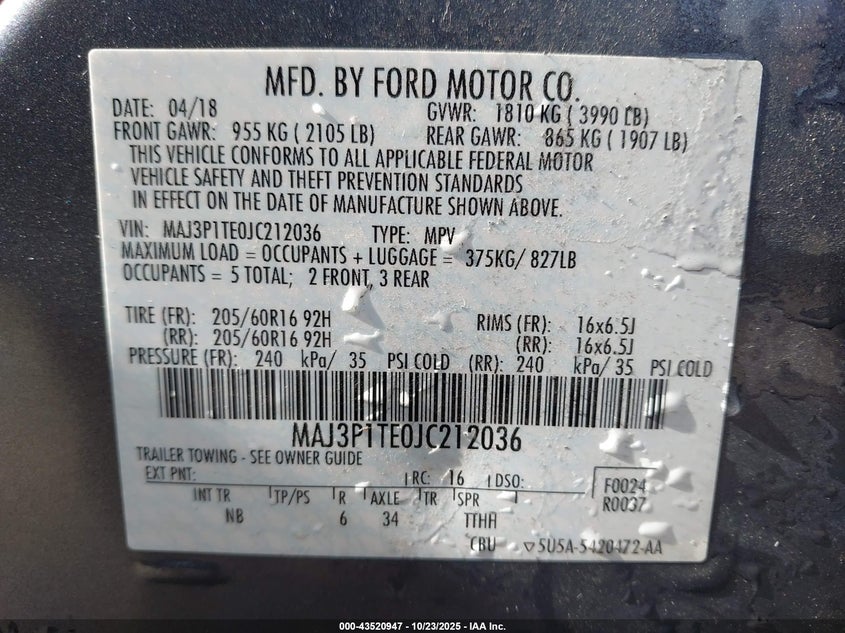 MFD. BY FORD MOTOR CO.
DATE: 04/18 GVWR: 1810 KG ( 3990 LB)
FRONT GAWR: 955 KG ( 2105 LB) REAR GAWR: 865 KG ( 1907 LB)
THIS VEHICLE CONFORMS TO ALL APPLICABLE FEDERAL MOTOR
VEHICLE SAFETY AND THEFT PREVENTION STANDARDS
IN EFFECT ON THE DATE OF MANUFACTURE SHOWN ABOVE.
VIN: MAJ3P1TE0JC212036 TYPE: MPV
MAXIMUM LOAD = OCCUPANTS + LUGGAGE = 375KG/ 827LB
OCCUPANTS = 5 TOTAL; 2 FRONT, 3 REAR
TIRE (FR): 205/60R16 92H RIMS (FR): 16x6.5J
(RR): 205/60R16 92H (RR): 16x6.5J
PRESSURE (FR): 240 kPa/ 35 PSI COLD (RR): 240 kPa/ 35 PSI COLD
MAJ3P1TE0JC212036
TRAILER TOWING - SEE OWNER GUIDE
EXT PNT: RC: 16 DSO: F0024
R0037
INT TR TP/PS R AXLE TR SPR
NB 6 34 TTHH
CBU 5U5A-5420472-AA
000-43520947 - 10/23/2025 - IAA Inc.